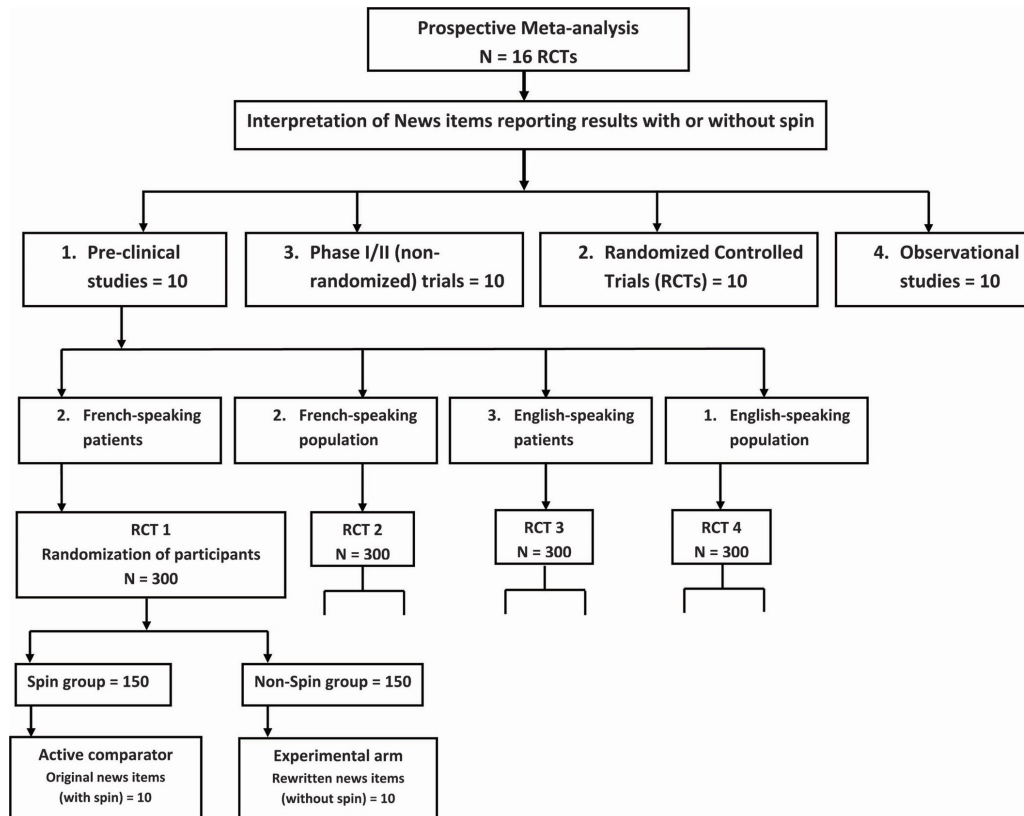 Prospective Meta-analysis
N = 16 RCTs
Interpretation of News items reporting results with or without spin
1. Pre-clinical
studies = 10
3. Phase I/II (non-
randomized) trials = 10
2. Randomized Controlled
Trials (RCTs) = 10
4. Observational
studies = 10
2. French-speaking
patients
2. French-speaking
population
3. English-speaking
patients
1. English-speaking
population
RCT 1
Randomization of participants
N = 300
RCT 2
N = 300
RCT 3
N = 300
RCT 4
N = 300
Spin group = 150
Non-Spin group = 150
Active comparator
Original news items
(with spin) = 10
Experimental arm
Rewritten news items
(without spin) = 10